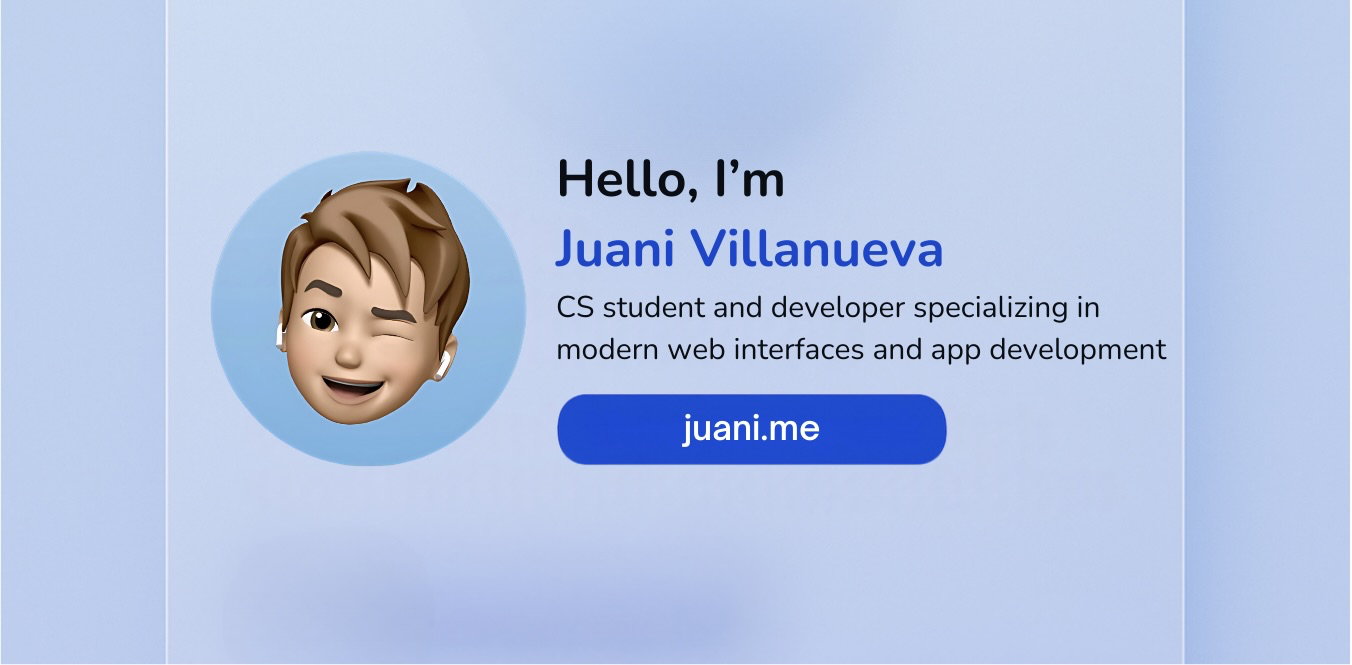 Hello, I’m
Juani Villanueva
CS student and developer specializing in
modern web interfaces and app development
juani.me